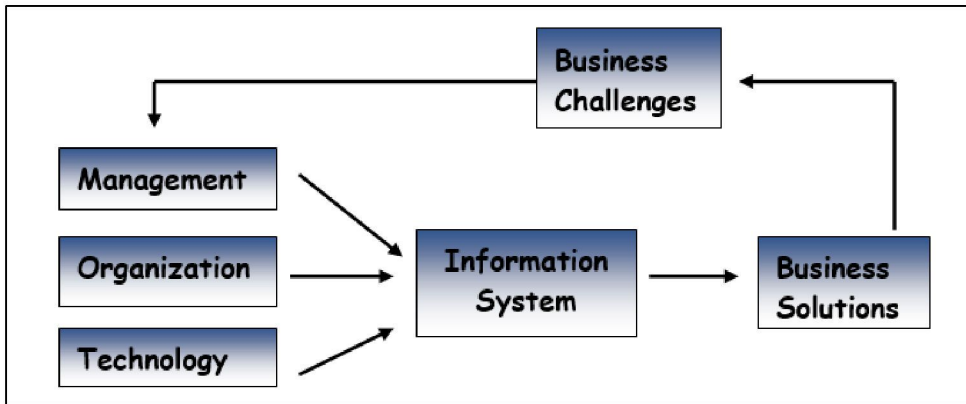 Business
Challenges
Management
Organization
Technology
Information
System
Business
Solutions